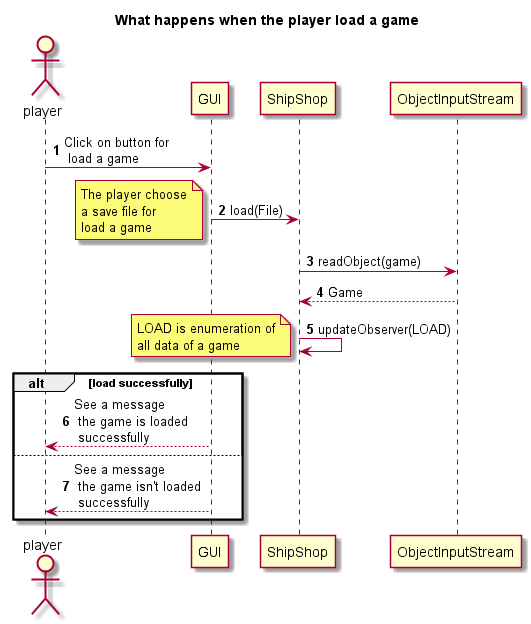 What happens when the player load a game
player
GUI
ShipShop
ObjectInputStream
1 Click on button for
load a game
The player choose
a save file for
load a game
2 load(File)
3 readObject(game)
4 Game
LOAD is enumeration of
all data of a game
5 updateObserver(LOAD)
alt [load successfully]
See a message
6 the game is loaded
successfully
See a message
7 the game isn't loaded
successfully
player
GUI
ShipShop
ObjectInputStream